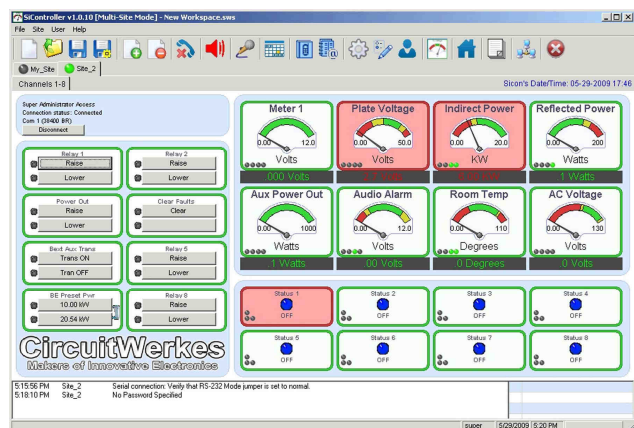 SiController v1.0.10 [Multi-Site Mode] - New Workspace.sws
File Site User Help
My_Site Site_2
Channels 1-8
Sicon's Date/Time: 05-29-2009 17:46
Super Administrator Access
Connection status: Connected
Com 1 (38400 BR)
Disconnect
Relay 1 Relay 2
Raise Raise
Lower Lower
Power Out Clear Faults
Raise Clear
Lower
Bext Aux Trans Relay 5
Trans ON Raise
Tran OFF Lower
BE Preset Pwr Relay 8
10.00 kW Raise
20.54 kW Lower
CircuitWerkes
Makers of Innovative Electronics
Meter 1 Plate Voltage Indirect Power Reflected Power
0.00 12.0 0.00 50.0 0.00 20.0 0.00 200
Volts Volts KW Watts
000 Volts .1 Watts
Aux Power Out Audio Alarm Room Temp AC Voltage
0.00 1000 0.00 12.0 0.00 110 0.00 130
Watts Volts Degrees Volts
.1 Watts .00 Volts .0 Degrees .0 Volts
Status 1 Status 2 Status 3 Status 4
OFF OFF OFF OFF
Status 5 Status 6 Status 7 Status 8
OFF OFF OFF OFF
5:15:56 PM Site_2 Serial connection: Verify that RS-232 Mode jumper is set to normal.
5:18:10 PM Site_2 No Password Specified
super 5/29/2009 5:20 PM